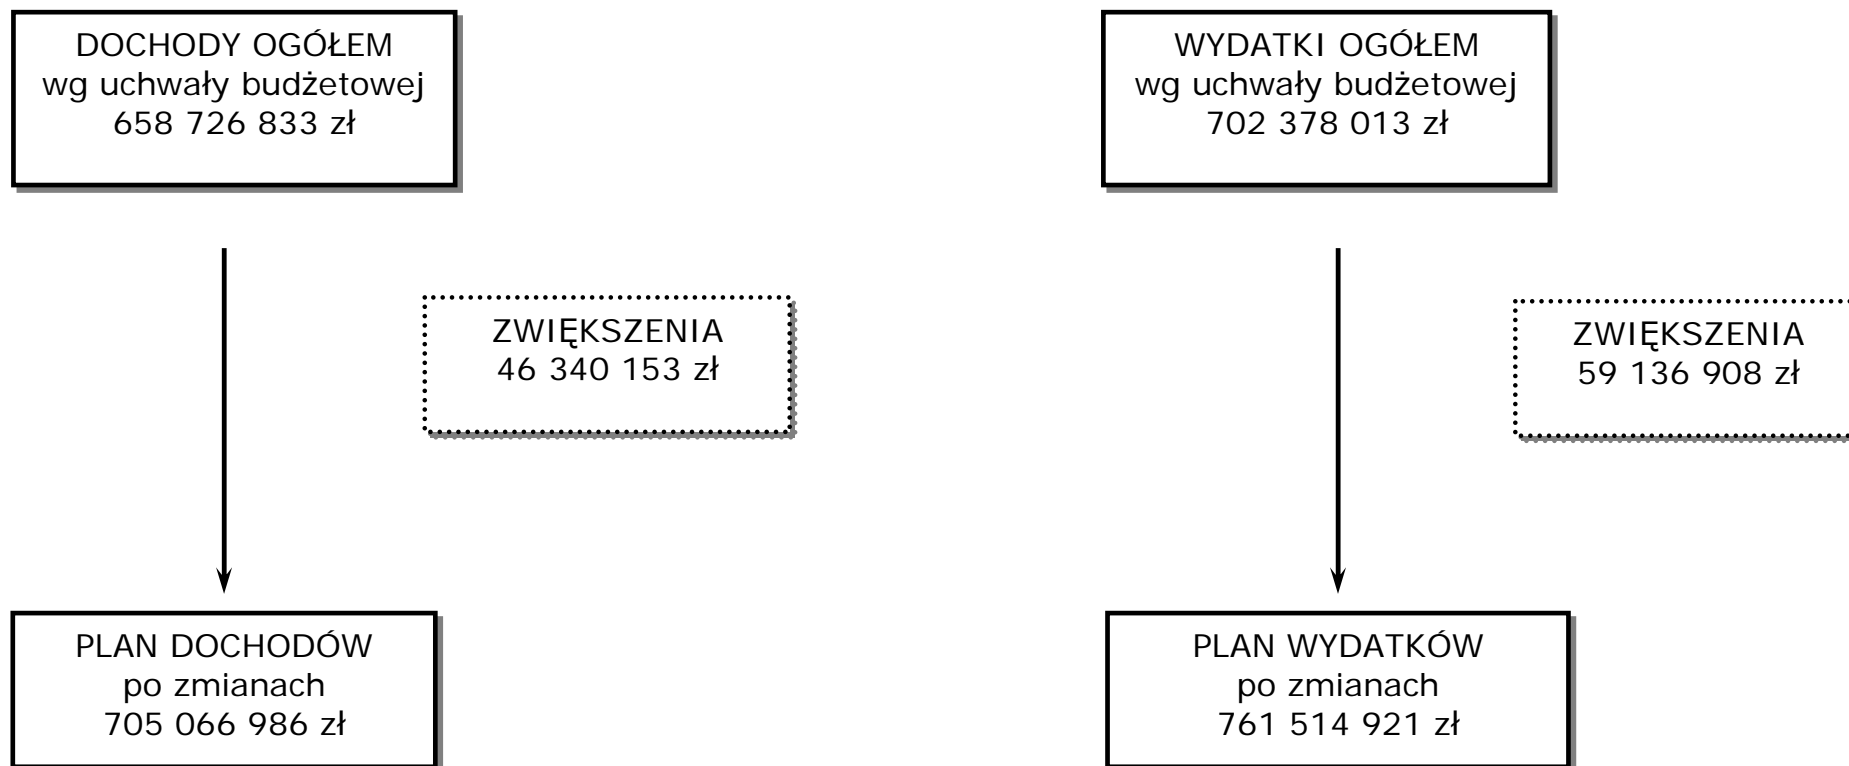 DOCHODY OGÓŁEM
wg uchwały budżetowej
658 726 833 zł
WYDATKI OGÓŁEM
wg uchwały budżetowej
702 378 013 zł
ZWIĘKSZENIA
46 340 153 zł
ZWIĘKSZENIA
59 136 908 zł
PLAN DOCHODÓW
po zmianach
705 066 986 zł
PLAN WYDATKÓW
po zmianach
761 514 921 zł